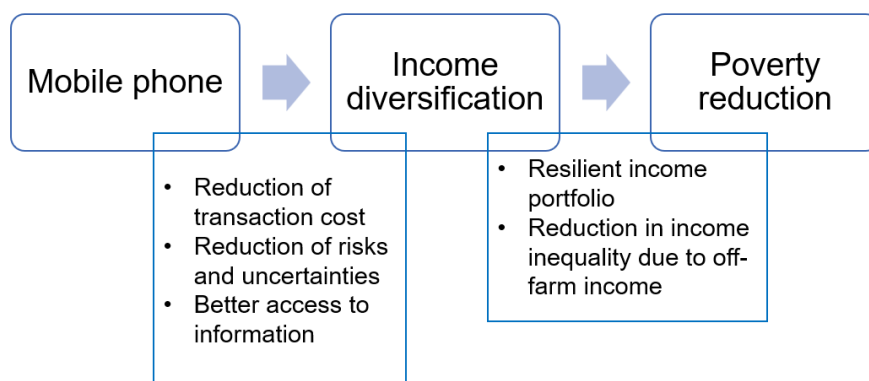 Mobile phone
Income
diversification
Poverty
reduction
• Reduction of
transaction cost
• Reduction of risks
and uncertainties
• Better access to
information
• Resilient income
portfolio
• Reduction in income
inequality due to off-
farm income